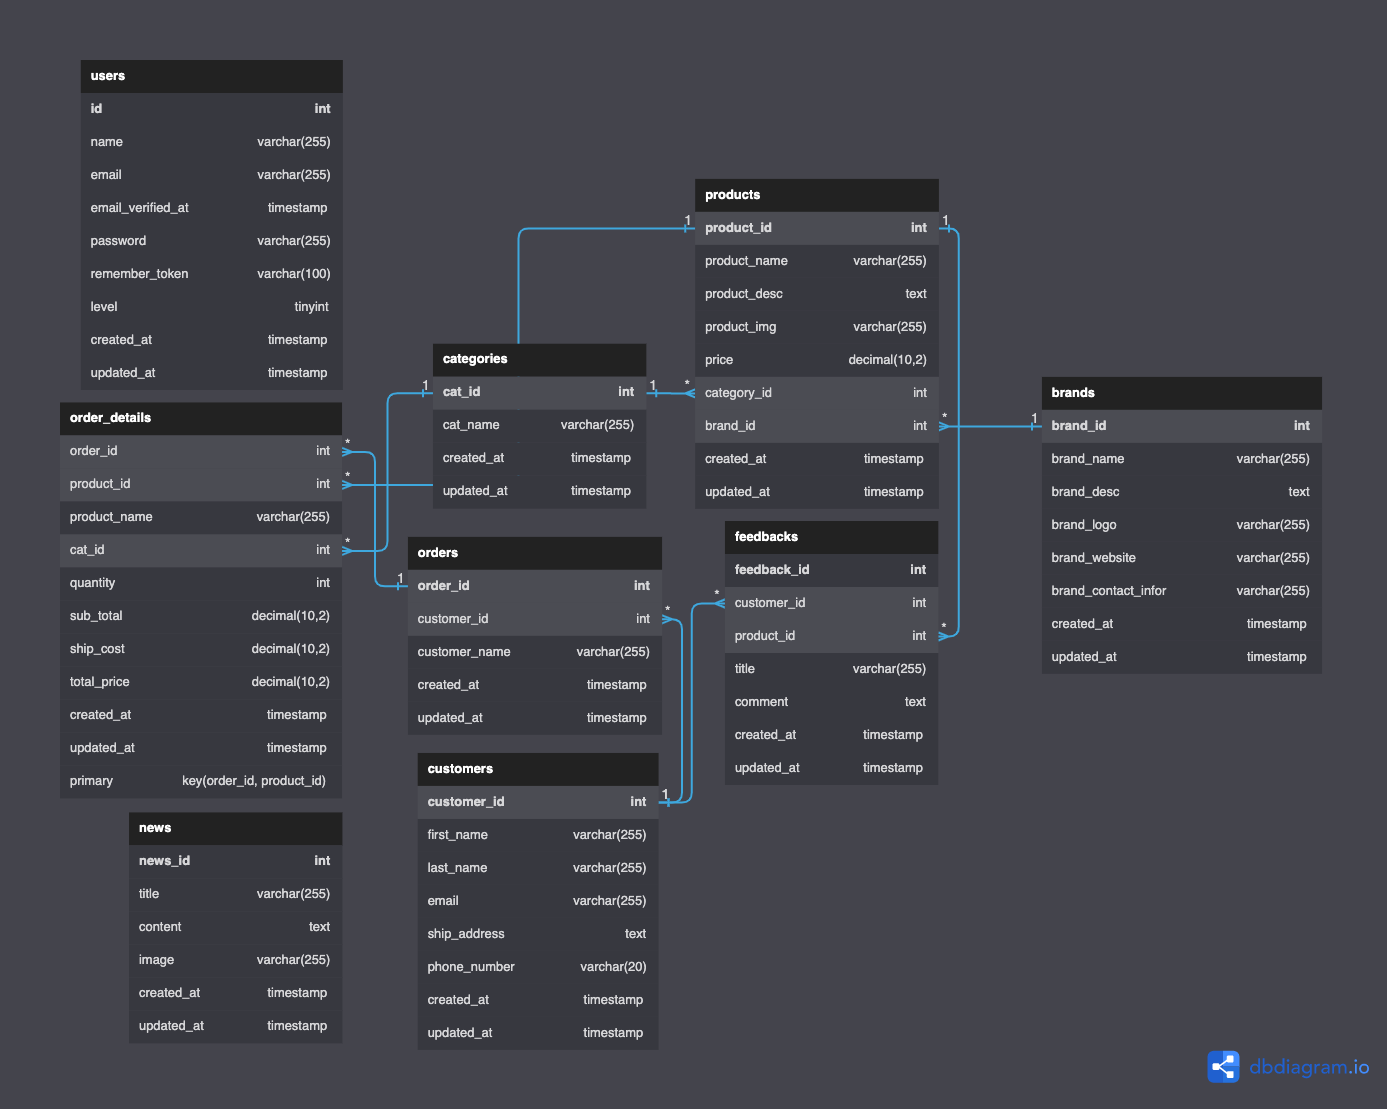 users
id int
name varchar(255)
email varchar(255)
email_verified_at timestamp
password varchar(255)
remember_token varchar(100)
level tinyint
created_at timestamp
updated_at timestamp
order_details
order_id int *
product_id int *
product_name varchar(255)
cat_id int *
quantity int
sub_total decimal(10,2)
ship_cost decimal(10,2)
total_price decimal(10,2)
created_at timestamp
updated_at timestamp
primary key(order_id, product_id)
news
news_id int
title varchar(255)
content text
image varchar(255)
created_at timestamp
updated_at timestamp
categories
1 cat_id int 1
cat_name varchar(255)
created_at timestamp
updated_at timestamp
orders
1 order_id int
customer_id int *
customer_name varchar(255)
created_at timestamp
updated_at timestamp
customers
customer_id int 1
first_name varchar(255)
last_name varchar(255)
email varchar(255)
ship_address text
phone_number varchar(20)
created_at timestamp
updated_at timestamp
products
1 product_id int 1
product_name varchar(255)
product_desc text
product_img varchar(255)
price decimal(10,2)
* category_id int
brand_id int *
created_at timestamp
updated_at timestamp
feedbacks
feedback_id int
* customer_id int
product_id int *
title varchar(255)
comment text
created_at timestamp
updated_at timestamp
brands
1 brand_id int
brand_name varchar(255)
brand_desc text
brand_logo varchar(255)
brand_website varchar(255)
brand_contact_infor varchar(255)
created_at timestamp
updated_at timestamp
dbdiagram.io